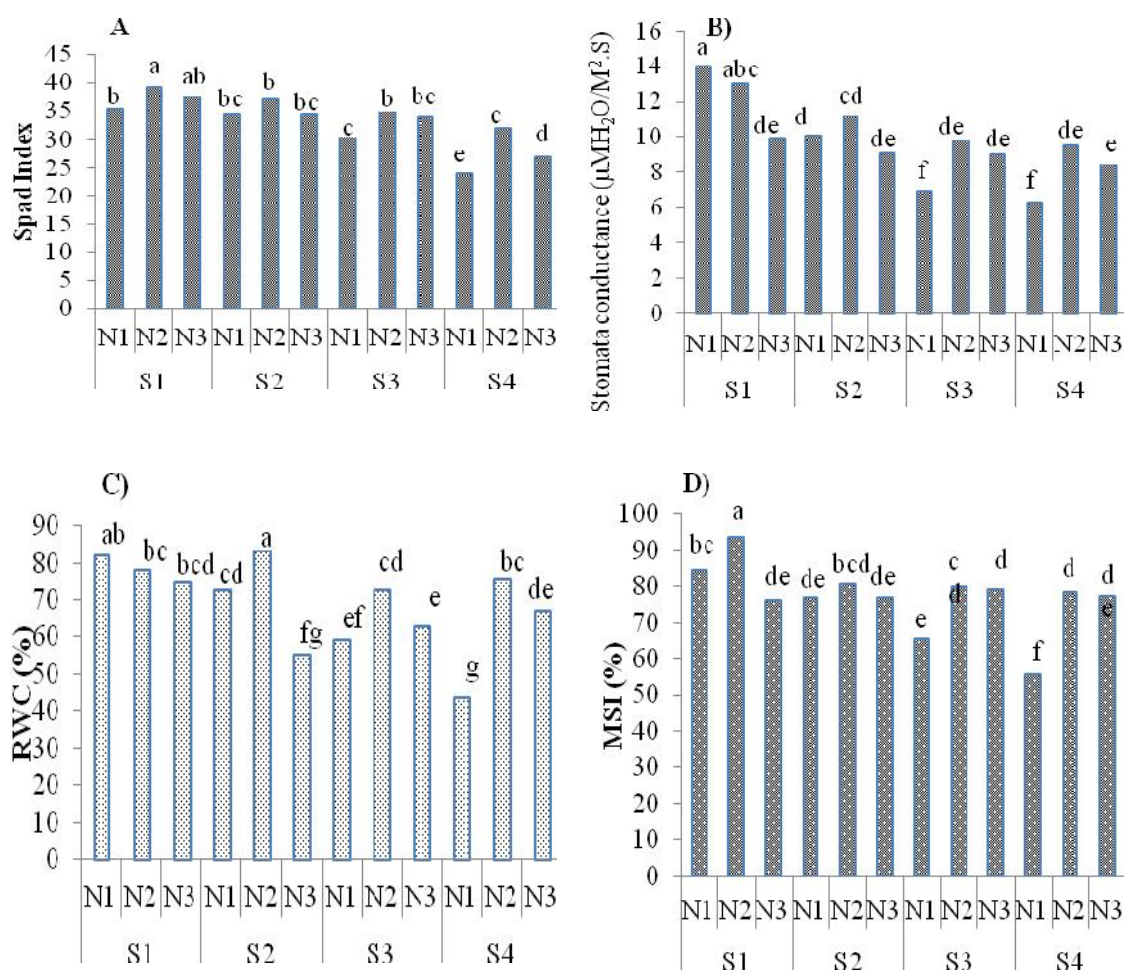 A
45
40
35
30
25
20
15
10
5
0
Spad Index
b a ab bc b bc c b bc e c d
N1 N2 N3 N1 N2 N3 N1 N2 N3 N1 N2 N3
S1 S2 S3 S4
B)
16
14
12
10
8
6
4
2
0
Stomata conductance (µMH₂O/M².S)
a abc de d cd de f de de f de e
N1 N2 N3 N1 N2 N3 N1 N2 N3 N1 N2 N3
S1 S2 S3 S4
C)
90
80
70
60
50
40
30
20
10
0
RWC (%)
ab bc bcd cd a fg ef cd e g bc de
N1 N2 N3 N1 N2 N3 N1 N2 N3 N1 N2 N3
S1 S2 S3 S4
D)
100
90
80
70
60
50
40
30
20
10
0
MSI (%)
bc a de de bcd de e c d d f d d e
N1 N2 N3 N1 N2 N3 N1 N2 N3 N1 N2 N3
S1 S2 S3 S4